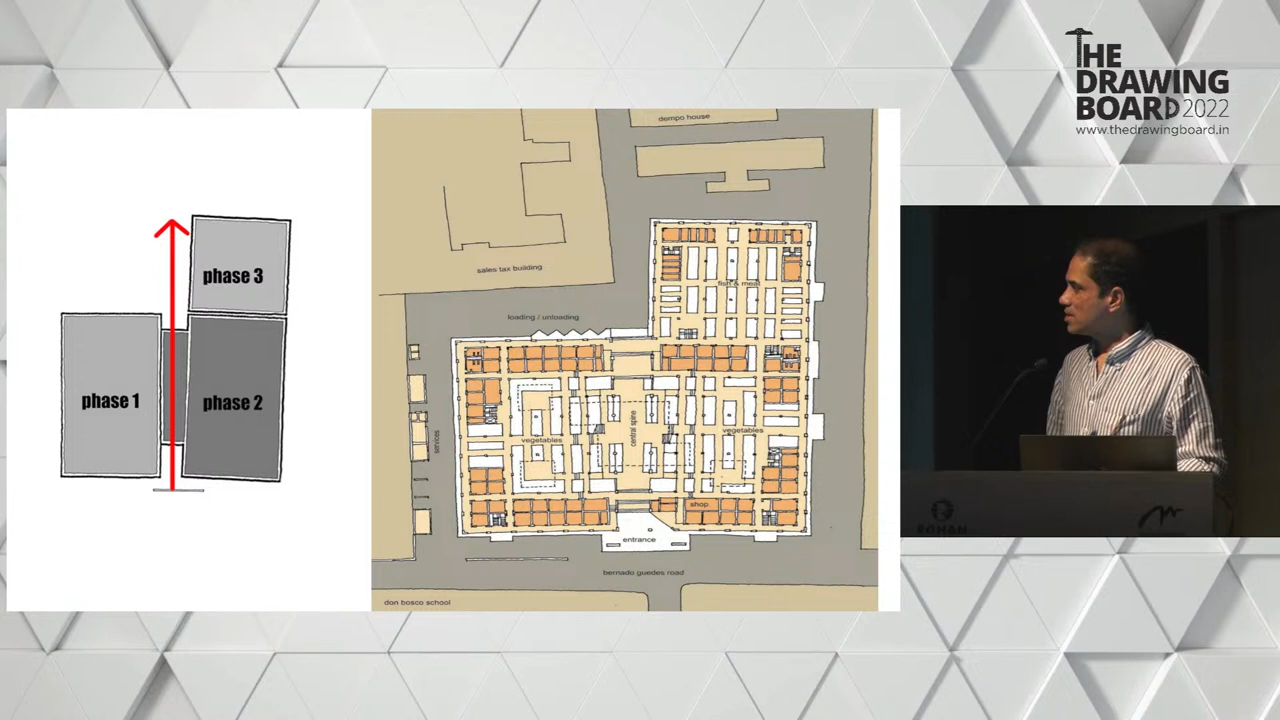 THE
DRAWING
BOARD 2022
www.thedrawingboard.in
phase 3
phase 1
phase 2
dempo house
sales tax building
fish & meat
loading / unloading
services
vegetables
central spine
vegetables
shop
entrance
bernado guedes road
don bosco school
ROHAN